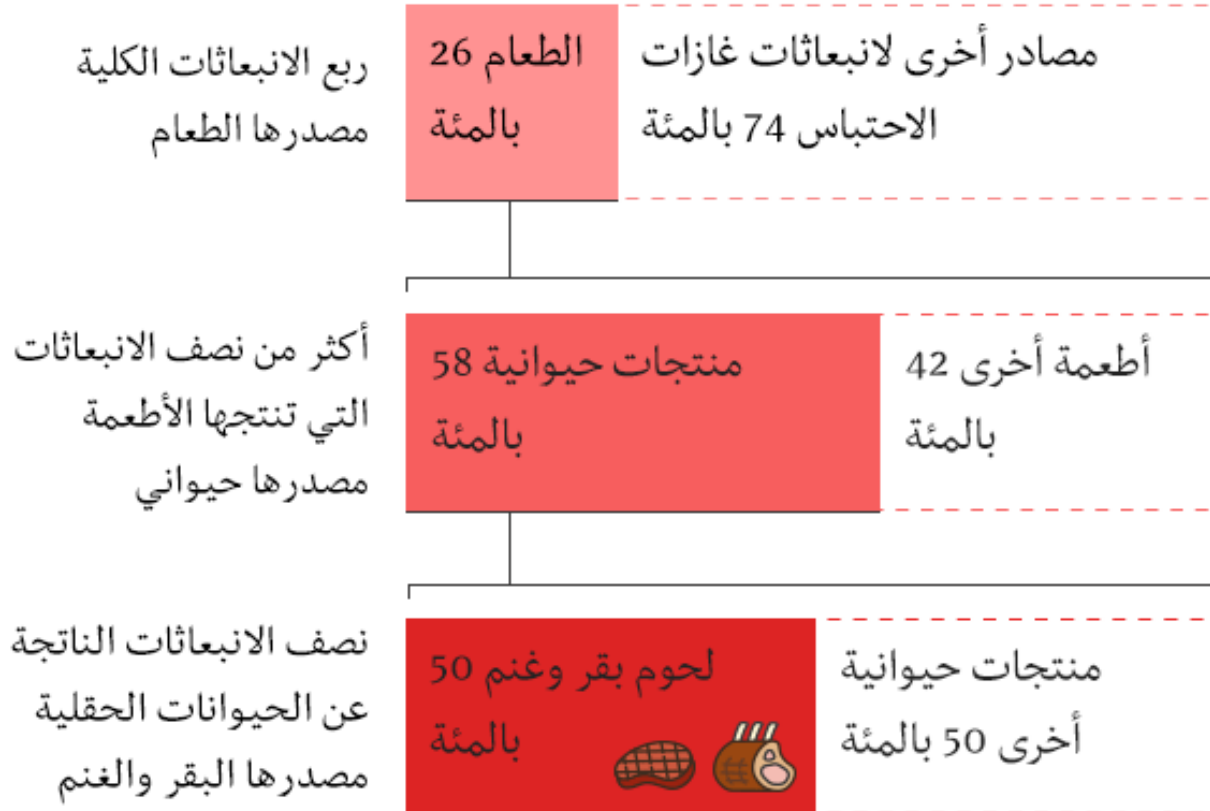 مصادر أخرى لانبعاثات غازات
الاحتباس 74 بالمئة
الطعام 26
بالمئة
ربع الانبعاثات الكلية
مصدرها الطعام
أطعمة أخرى 42
بالمئة
منتجات حيوانية 58
بالمئة
أكثر من نصف الانبعاثات
التي تنتجها الأطعمة
مصدرها حيواني
منتجات حيوانية
أخرى 50 بالمئة
لحوم بقر وغنم 50
بالمئة
نصف الانبعاثات الناتجة
عن الحيوانات الحقلية
مصدرها البقر والغنم